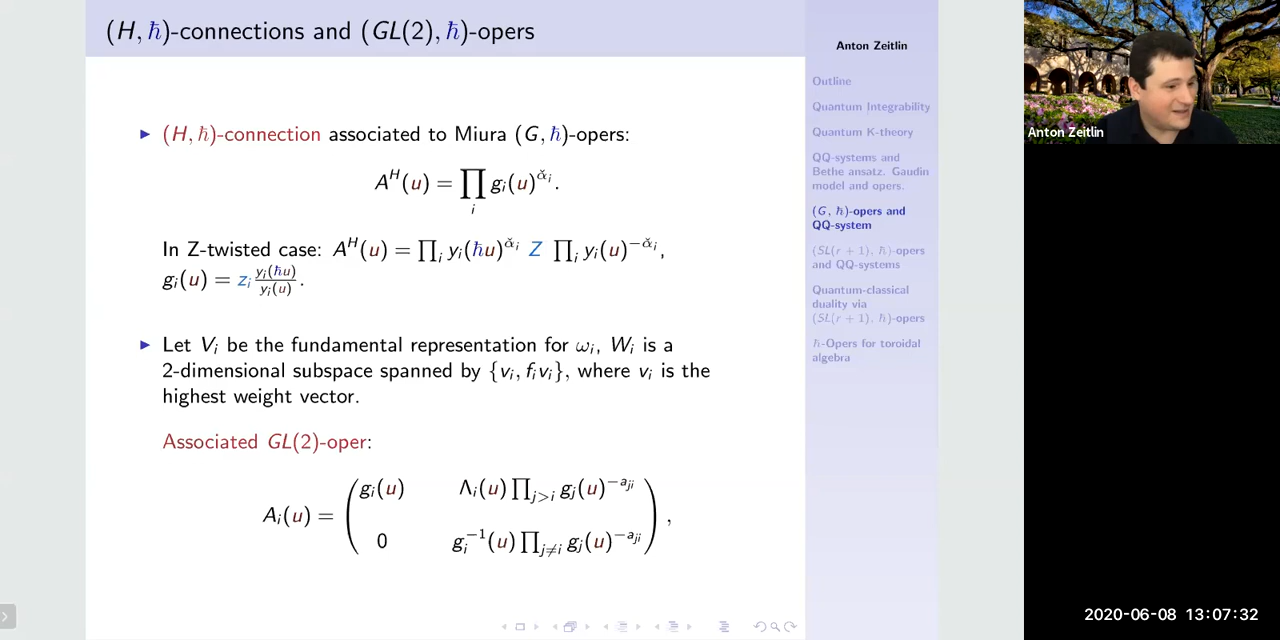 (H, ℏ)-connections and (GL(2), ℏ)-opers
▶ (H, ℏ)-connection associated to Miura (G, ℏ)-opers:
A^H(u) = ∏_i g_i(u)^{α̌_i}.
In Z-twisted case: A^H(u) = ∏_i y_i(ℏu)^{α̌_i} Z ∏_i y_i(u)^{-α̌_i},
g_i(u) = z_i y_i(ℏu)/y_i(u).
▶ Let V_i be the fundamental representation for ω_i, W_i is a
2-dimensional subspace spanned by {v_i, f_i v_i}, where v_i is the
highest weight vector.
Associated GL(2)-oper:
A_i(u) = ( g_i(u) Λ_i(u) ∏_{j>i} g_j(u)^{-a_{ji}}
0 g_i^{-1}(u) ∏_{j≠i} g_j(u)^{-a_{ji}} ),
Anton Zeitlin
Outline
Quantum Integrability
Quantum K-theory
QQ-systems and
Bethe ansatz. Gaudin
model and opers.
(G, ℏ)-opers and
QQ-system
(SL(r + 1), ℏ)-opers
and QQ-systems
Quantum-classical
duality via
(SL(r + 1), ℏ)-opers
ℏ-Opers for toroidal
algebra
Anton Zeitlin
2020-06-08 13:07:32